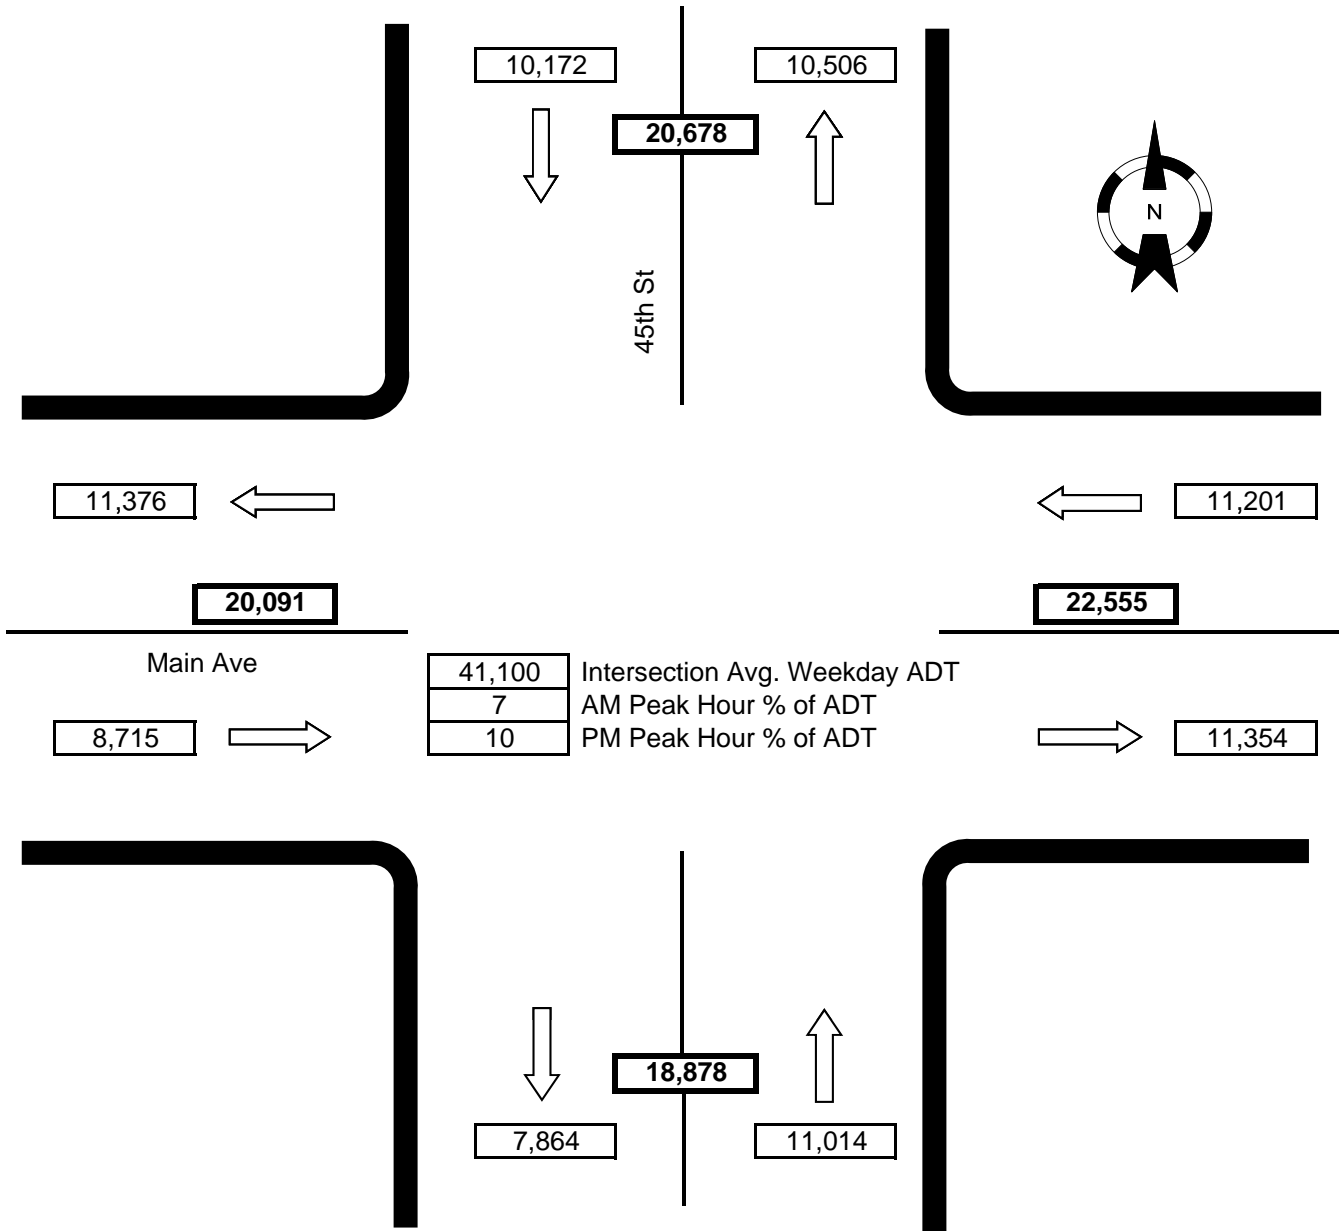 10,172
10,506
20,678
N
45th St
11,376
11,201
20,091
22,555
Main Ave
41,100 Intersection Avg. Weekday ADT
7 AM Peak Hour % of ADT
10 PM Peak Hour % of ADT
8,715
11,354
18,878
7,864
11,014